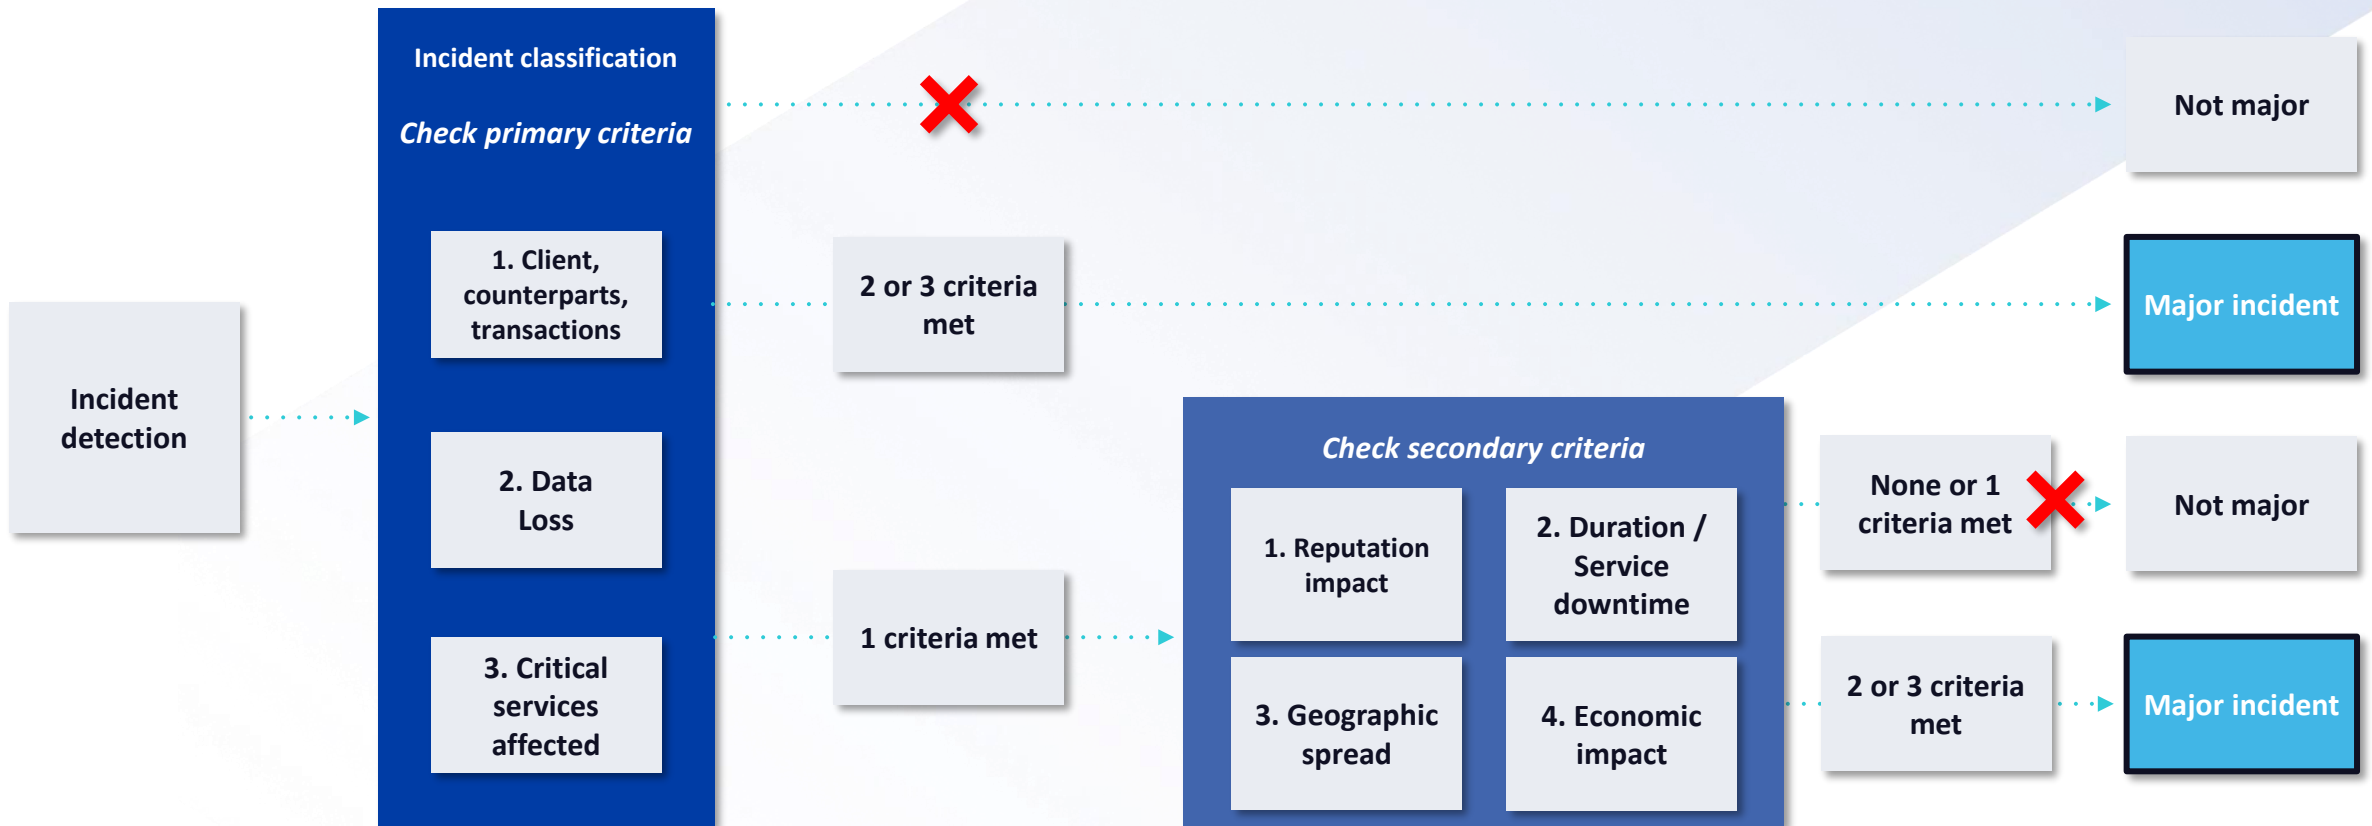 Incident
detection
Incident classification
Check primary criteria
1. Client,
counterparts,
transactions
2. Data
Loss
3. Critical
services
affected
Not major
2 or 3 criteria
met
Major incident
1 criteria met
Check secondary criteria
1. Reputation
impact
2. Duration /
Service
downtime
3. Geographic
spread
4. Economic
impact
None or 1
criteria met
Not major
2 or 3 criteria
met
Major incident